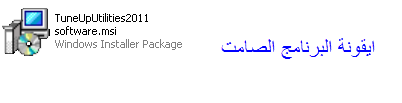 TuneUpUtilities2011
software.msi
Windows Installer Package
ايقونة البرنامج الصامت